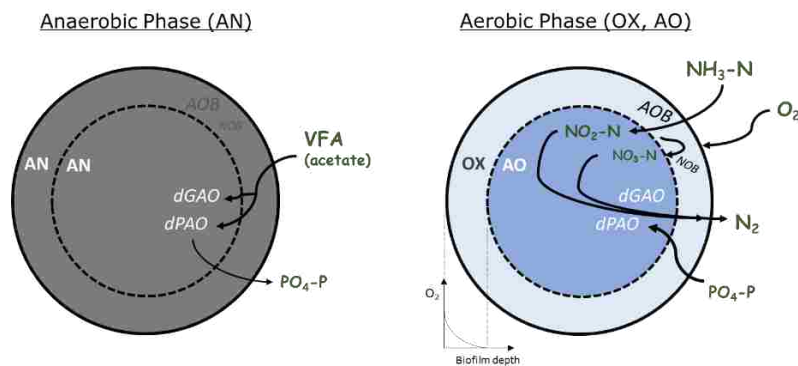 Anaerobic Phase (AN)
AOB
NOB
VFA
(acetate)
AN
AN
dGAO
dPAO
PO₄-P
Aerobic Phase (OX, AO)
NH₃-N
AOB
O₂
NO₂-N
NO₃-N
NOB
OX
AO
dGAO
dPAO
N₂
PO₄-P
O₂
Biofilm depth